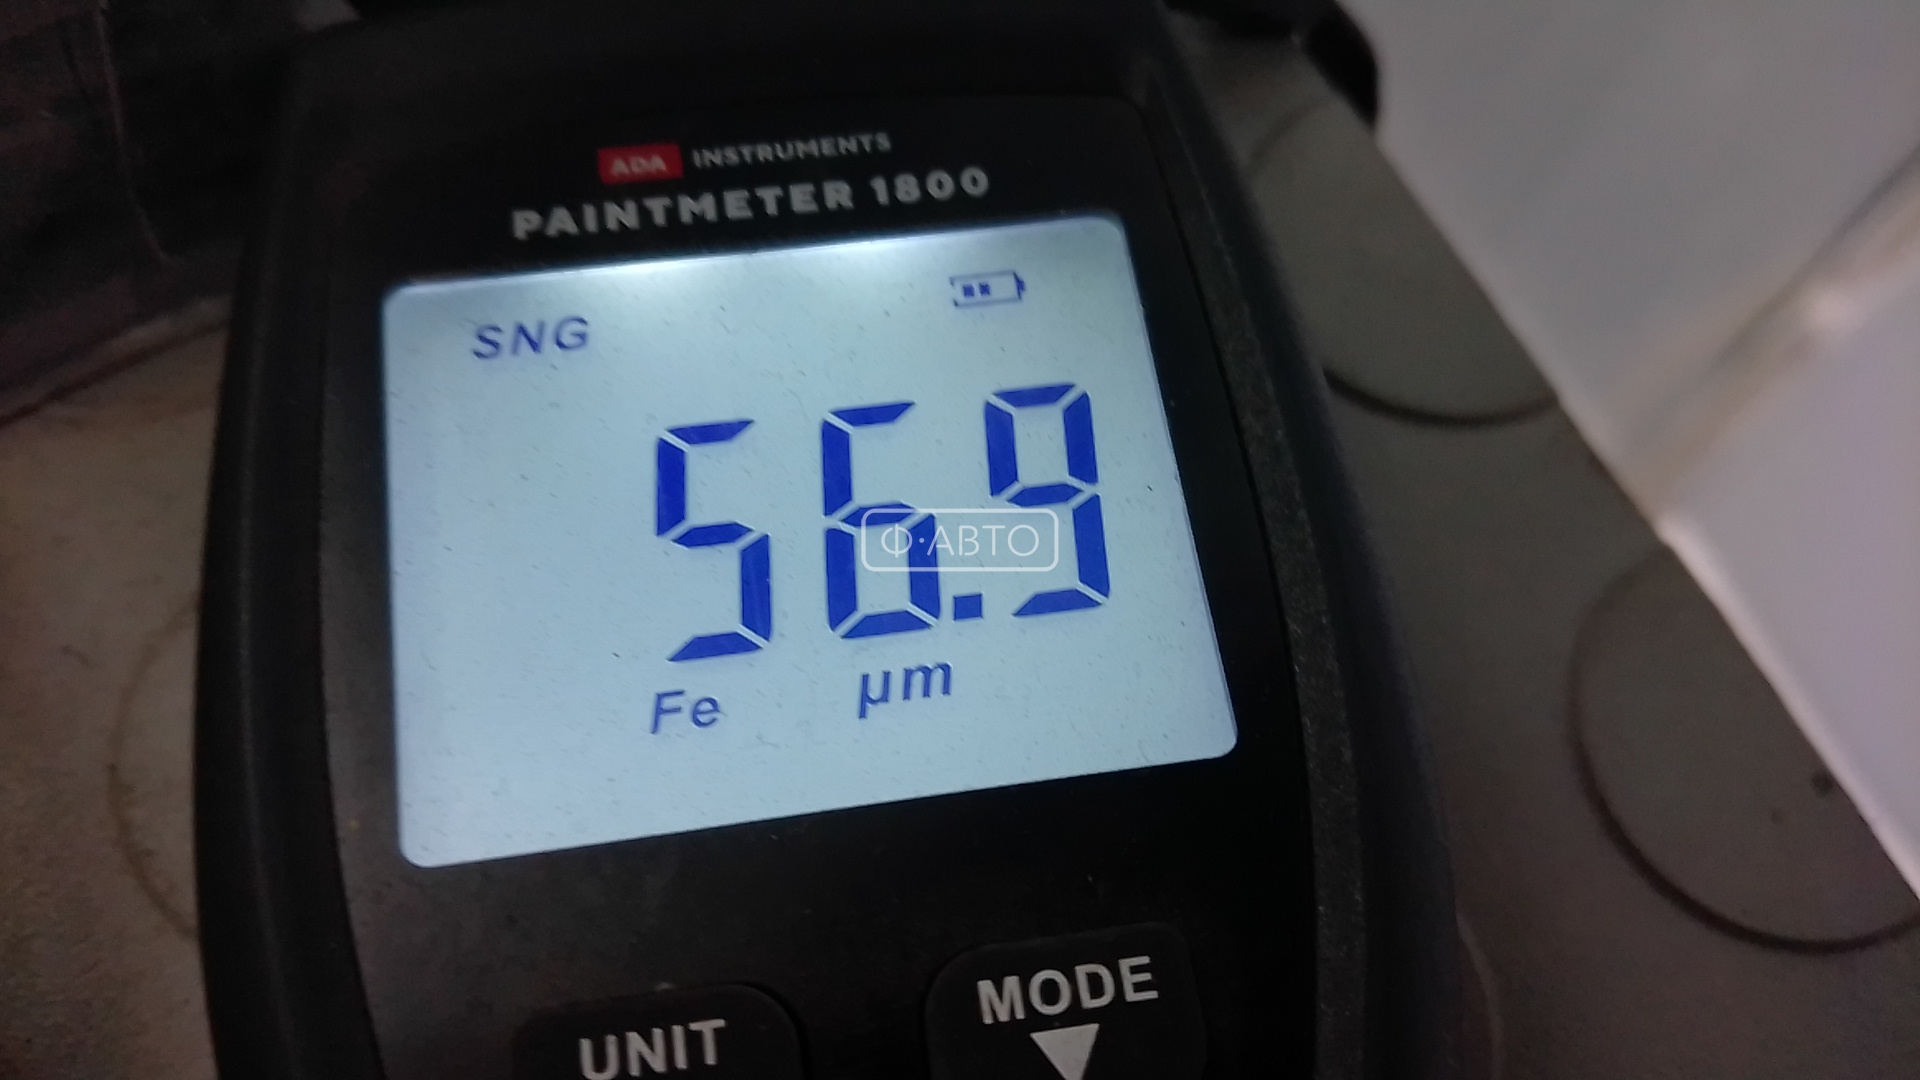 ADA INSTRUMENTS
PAINTMETER 1800
SNG
56.9
Ф·АВТО
Fe µm
UNIT MODE